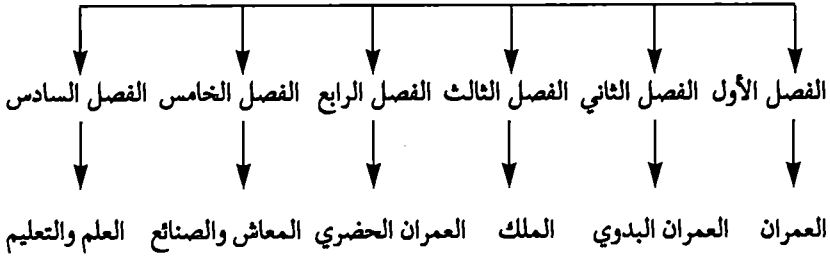 الفصل الأول الفصل الثاني الفصل الثالث الفصل الرابع الفصل الخامس الفصل السادس
العمران العمران البدوي الملك العمران الحضري المعاش والصنائع العلم والتعليم